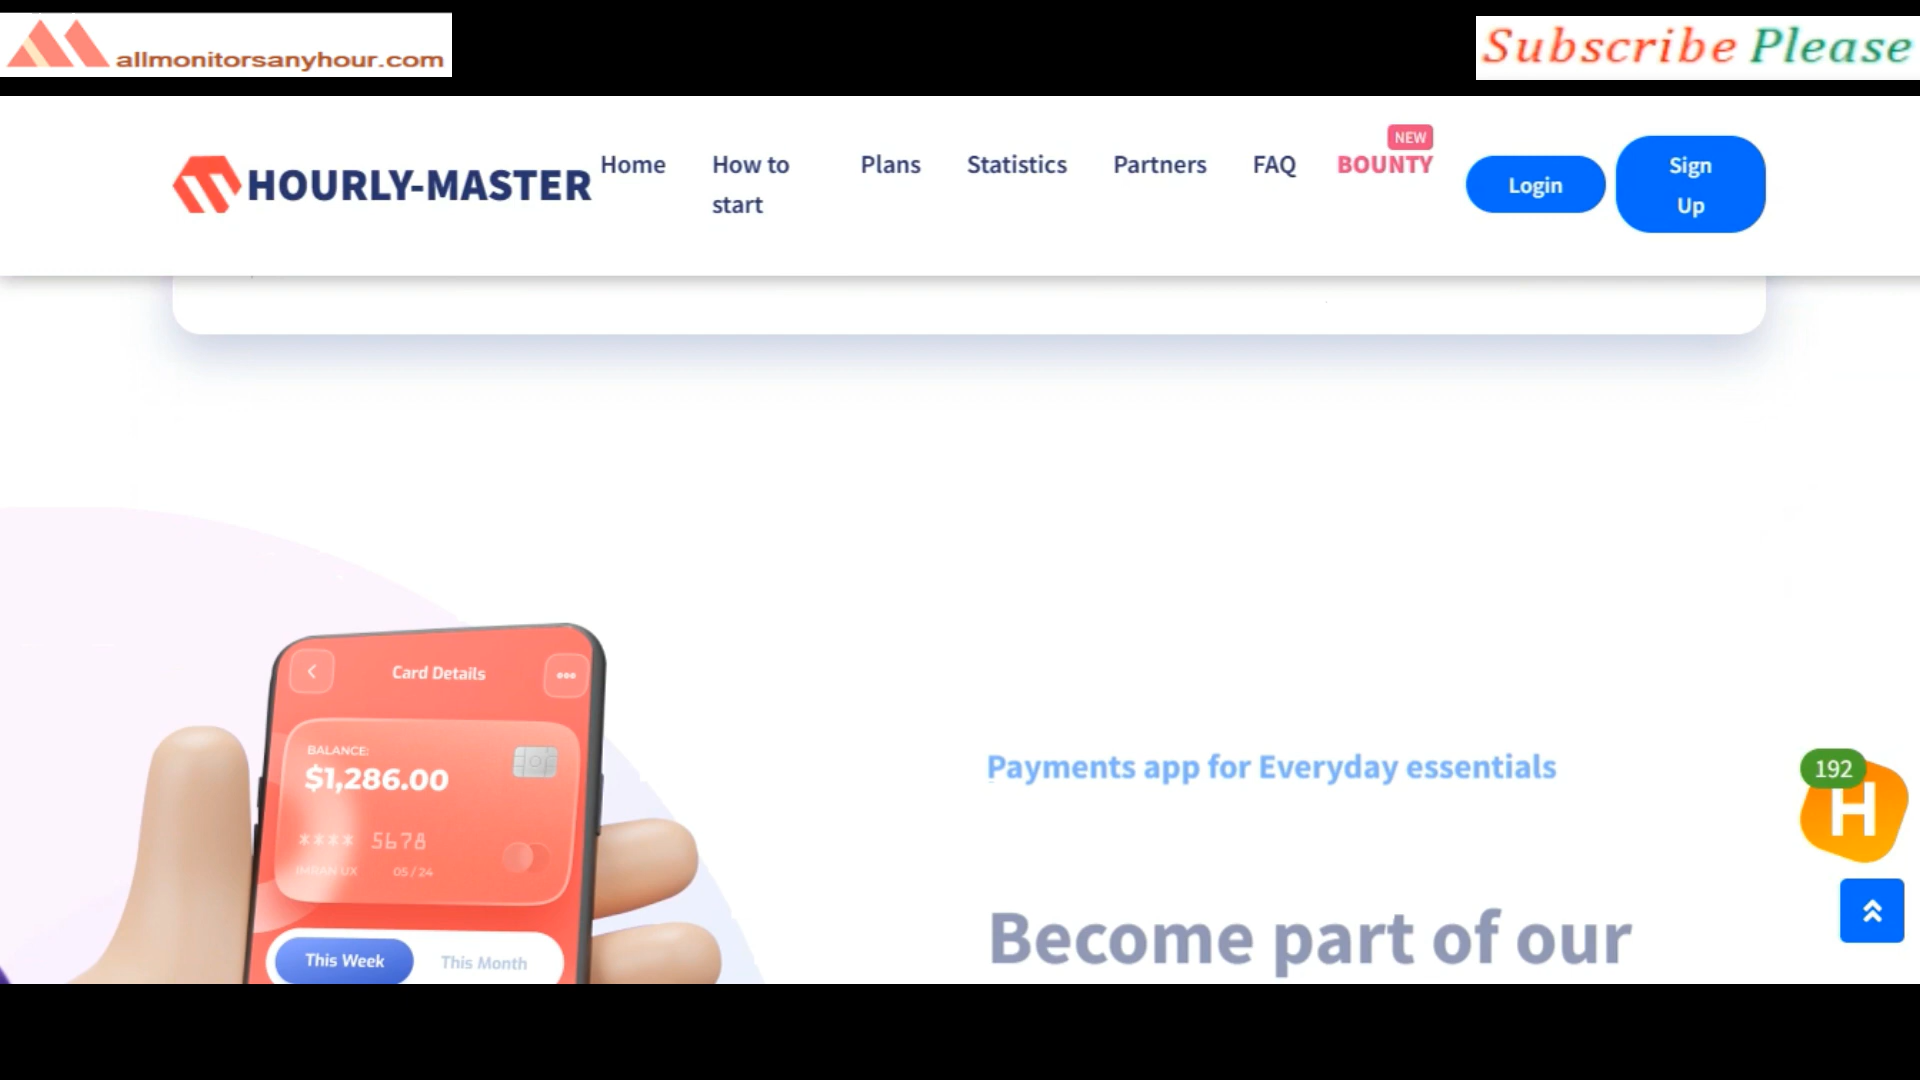 allmonitorsanyhour.com
Subscribe Please
HOURLY-MASTER
Home
How to
start
Plans
Statistics
Partners
FAQ
NEW
BOUNTY
Login
Sign
Up
Card Details
BALANCE:
$1,286.00
**** 5678
IMRAN UX 05/24
This Week
This Month
Payments app for Everyday essentials
Become part of our
192
H